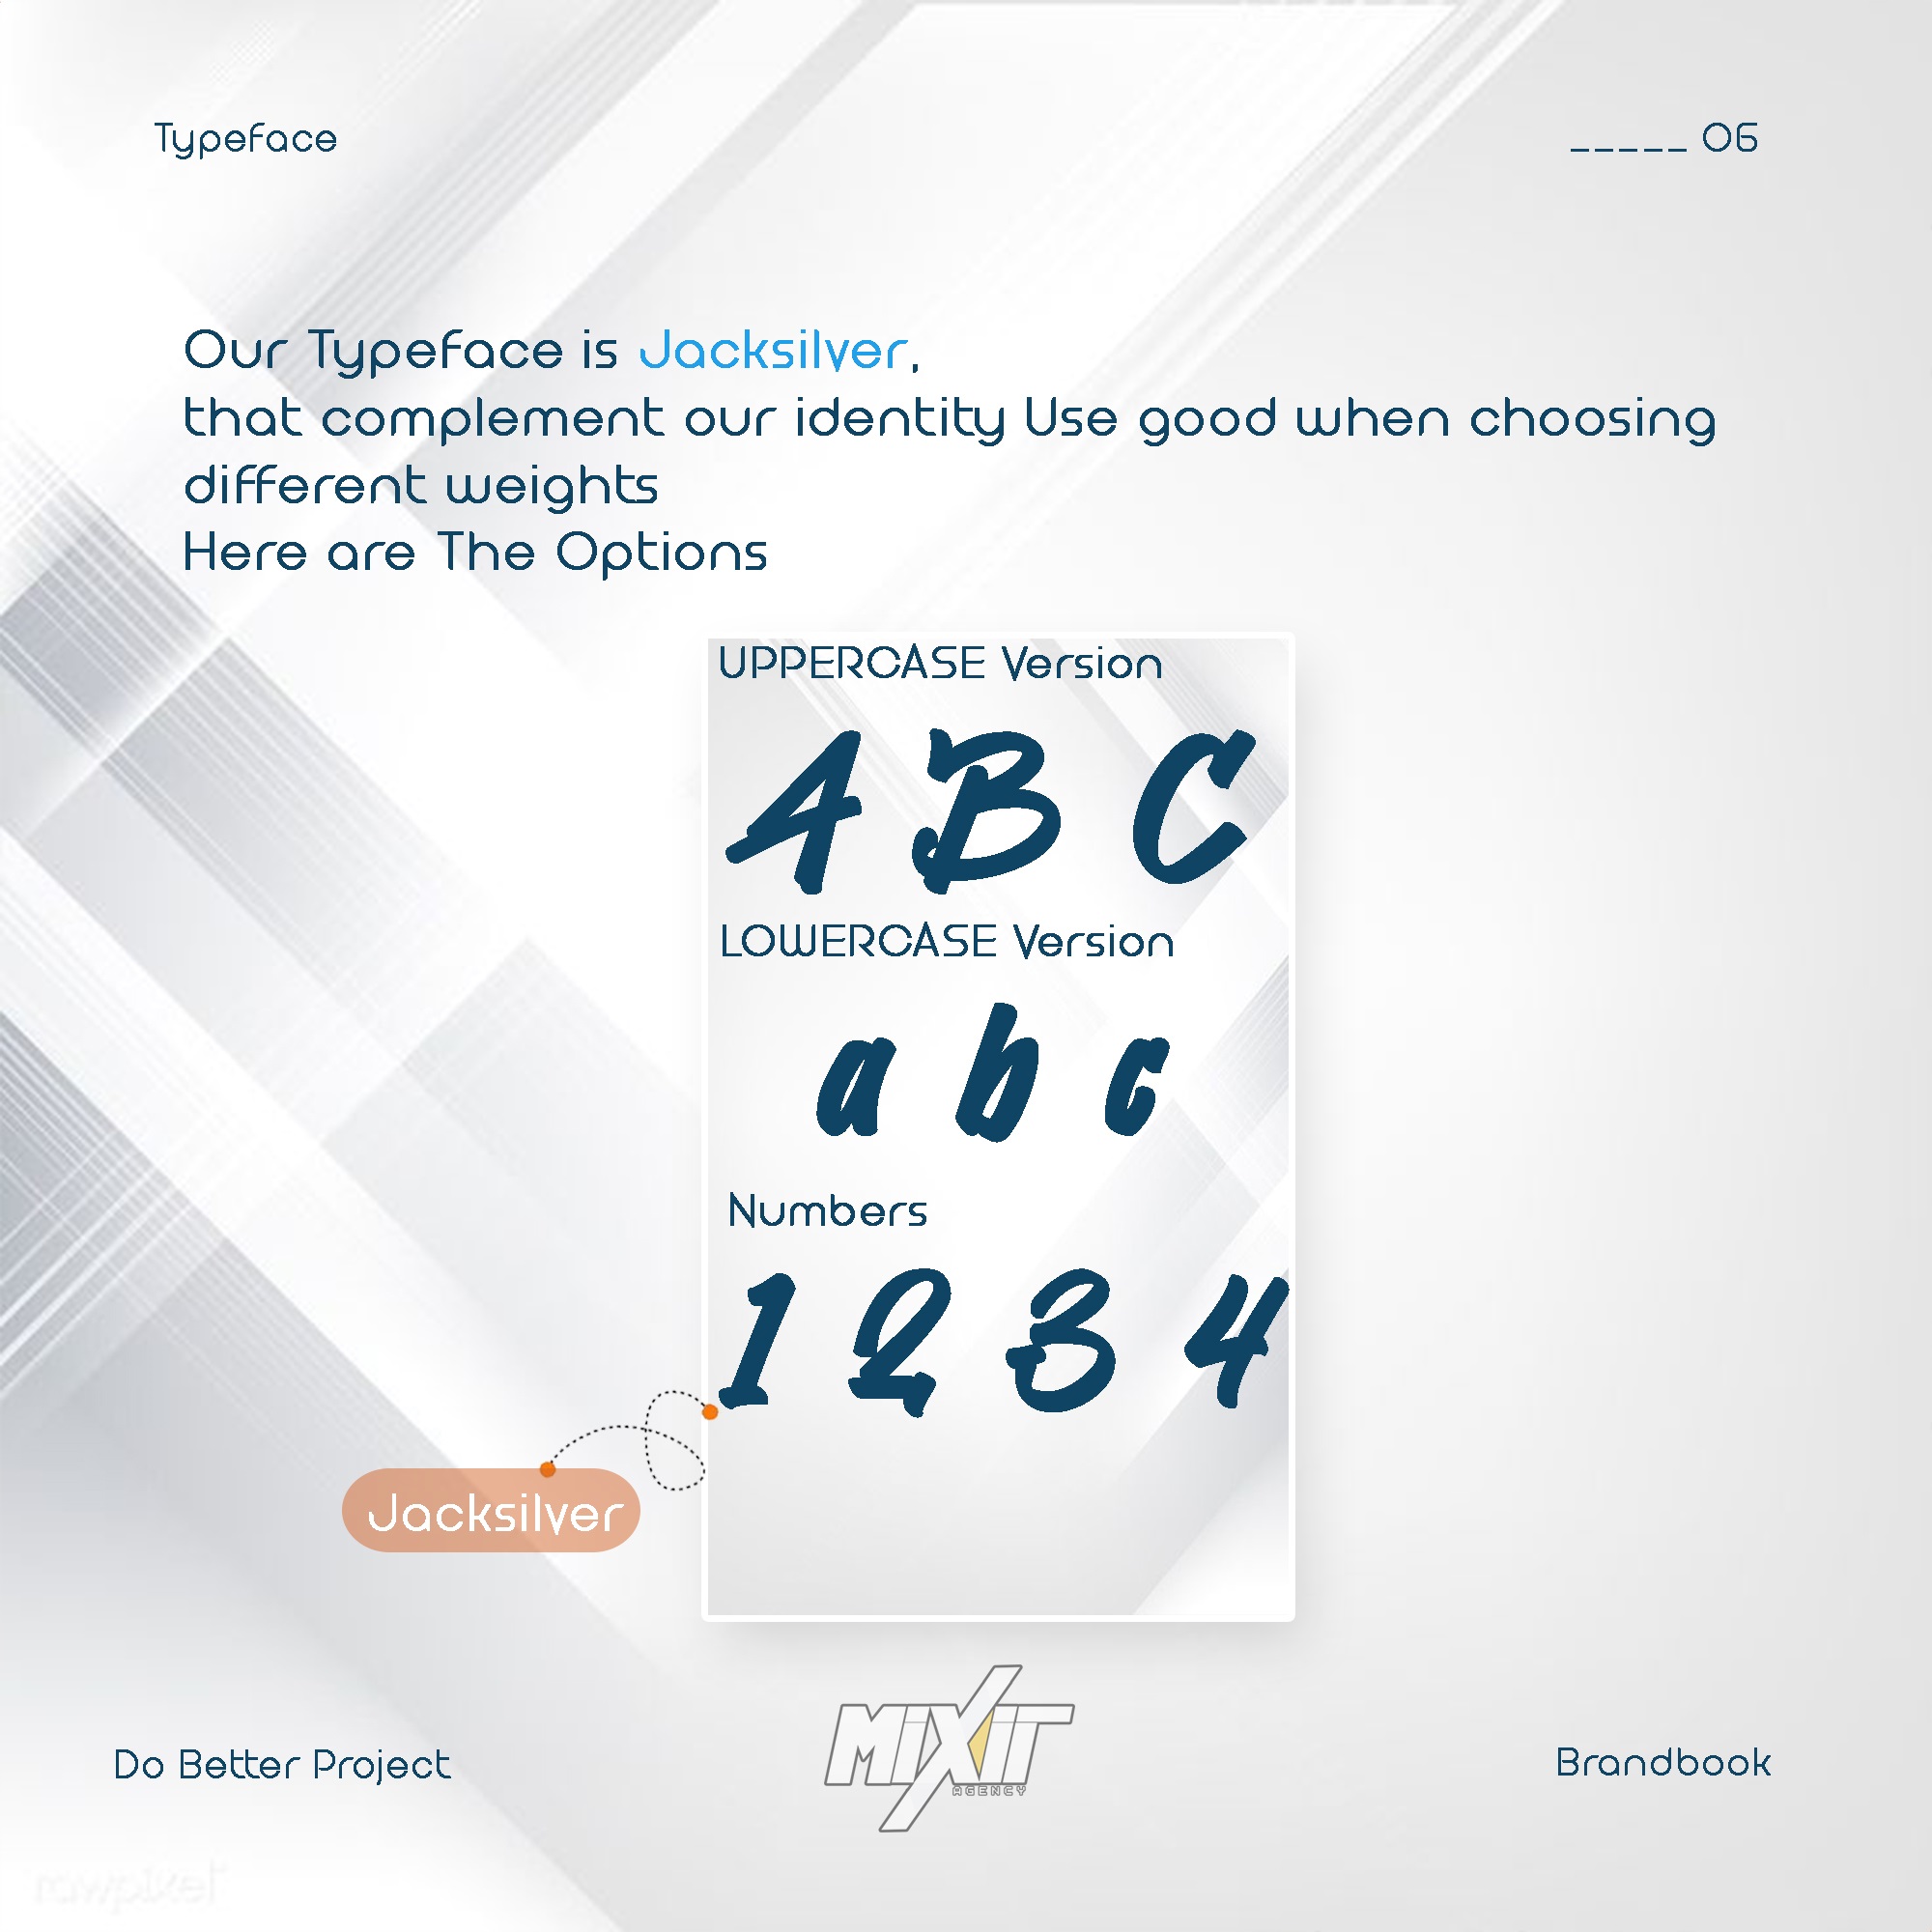 Typeface
_____ 06
Our Typeface is Jacksilver,
that complement our identity Use good when choosing
different weights
Here are The Options
UPPERCASE Version
A B C
LOWERCASE Version
a b c
Numbers
1 2 3 4
Jacksilver
MIXIT
AGENCY
Do Better Project
Brandbook
rawpixel